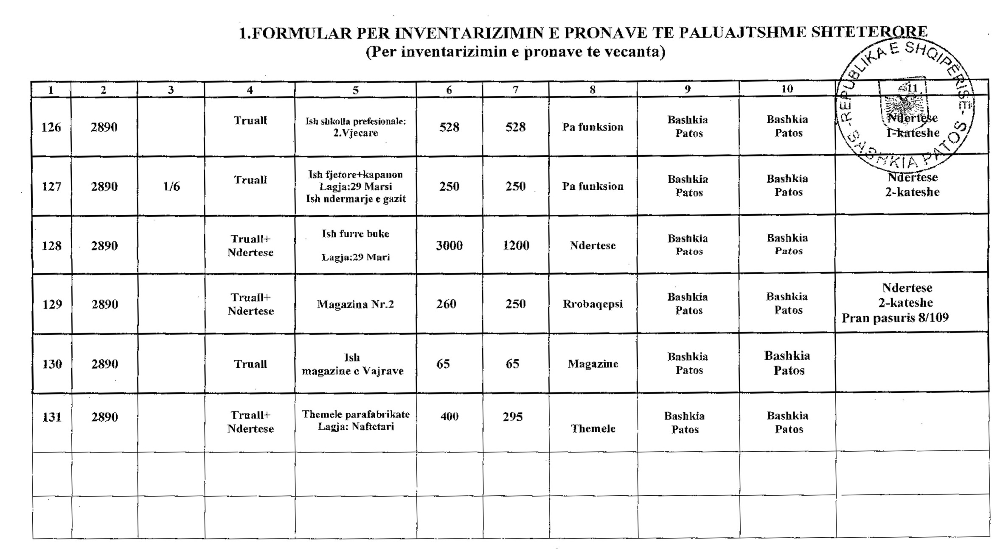 1.FORMULAR PER INVENTARIZIMIN E PRONAVE TE PALUAJTSHME SHTETERORE
(Per inventarizimin e pronave te vecanta)
REPUBLIKA E SHQIPËRISE - BASHKIA PATOS -
1 2 3 4 5 6 7 8 9 10 11
126 2890 Truall Ish shkolla prefesionale: 528 528 Pa funksion Bashkia Bashkia Ndertese
2.Vjecare Patos Patos 1-kateshe
127 2890 1/6 Truall Ish fjetore+kapanon 250 250 Pa funksion Bashkia Bashkia Ndertese
Lagja:29 Marsi Patos Patos 2-kateshe
Ish ndermarje e gazit
128 2890 Truall+ Ish furre buke 3000 1200 Ndertese Bashkia Bashkia
Ndertese Lagja:29 Mari Patos Patos
129 2890 Truall+ Magazina Nr.2 260 250 Rrobaqepsi Bashkia Bashkia Ndertese
Ndertese Patos Patos 2-kateshe
Pran pasuris 8/109
130 2890 Truall Ish 65 65 Magazine Bashkia Bashkia
magazine e Vajrave Patos Patos
131 2890 Truall+ Themele parafabrikate 400 295 Themele Bashkia Bashkia
Ndertese Lagja: Naftetari Patos Patos